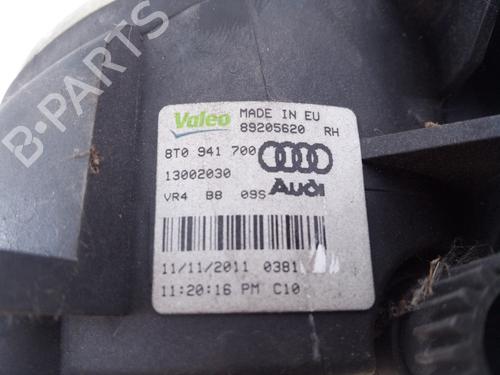 B-PARTS
Valeo MADE IN EU
89205620 RH
8T0 941 700
13002030
Audi
VR4 B8 09S
11/11/2011 0381
11:20:16 PM C10